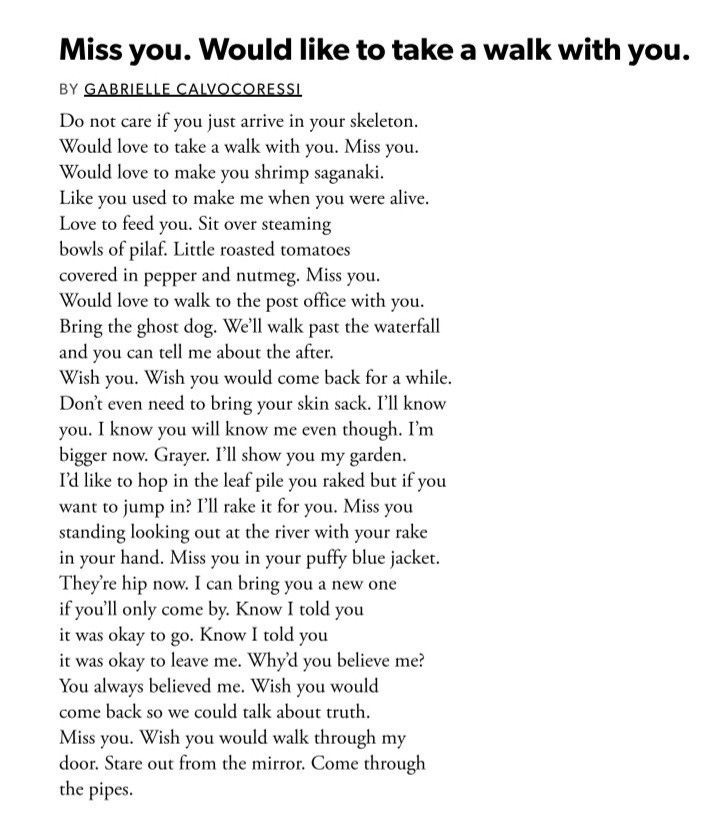 Miss you. Would like to take a walk with you.
BY GABRIELLE CALVOCORESSI
Do not care if you just arrive in your skeleton.
Would love to take a walk with you. Miss you.
Would love to make you shrimp saganaki.
Like you used to make me when you were alive.
Love to feed you. Sit over steaming
bowls of pilaf. Little roasted tomatoes
covered in pepper and nutmeg. Miss you.
Would love to walk to the post office with you.
Bring the ghost dog. We’ll walk past the waterfall
and you can tell me about the after.
Wish you. Wish you would come back for a while.
Don’t even need to bring your skin sack. I’ll know
you. I know you will know me even though. I’m
bigger now. Grayer. I’ll show you my garden.
I’d like to hop in the leaf pile you raked but if you
want to jump in? I’ll rake it for you. Miss you
standing looking out at the river with your rake
in your hand. Miss you in your puffy blue jacket.
They’re hip now. I can bring you a new one
if you’ll only come by. Know I told you
it was okay to go. Know I told you
it was okay to leave me. Why’d you believe me?
You always believed me. Wish you would
come back so we could talk about truth.
Miss you. Wish you would walk through my
door. Stare out from the mirror. Come through
the pipes.